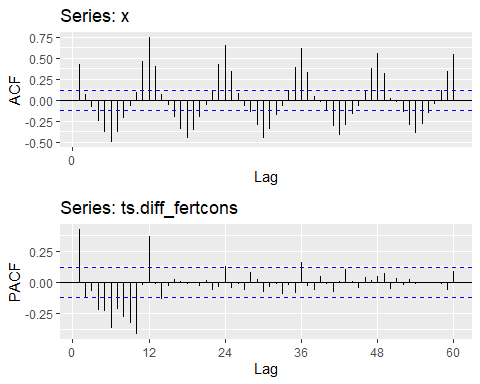 Series: x
ACF
0.75
0.50
0.25
0.00
-0.25
-0.50
0
Lag
Series: ts.diff_fertcons
PACF
0.25
0.00
-0.25
0 12 24 36 48 60
Lag